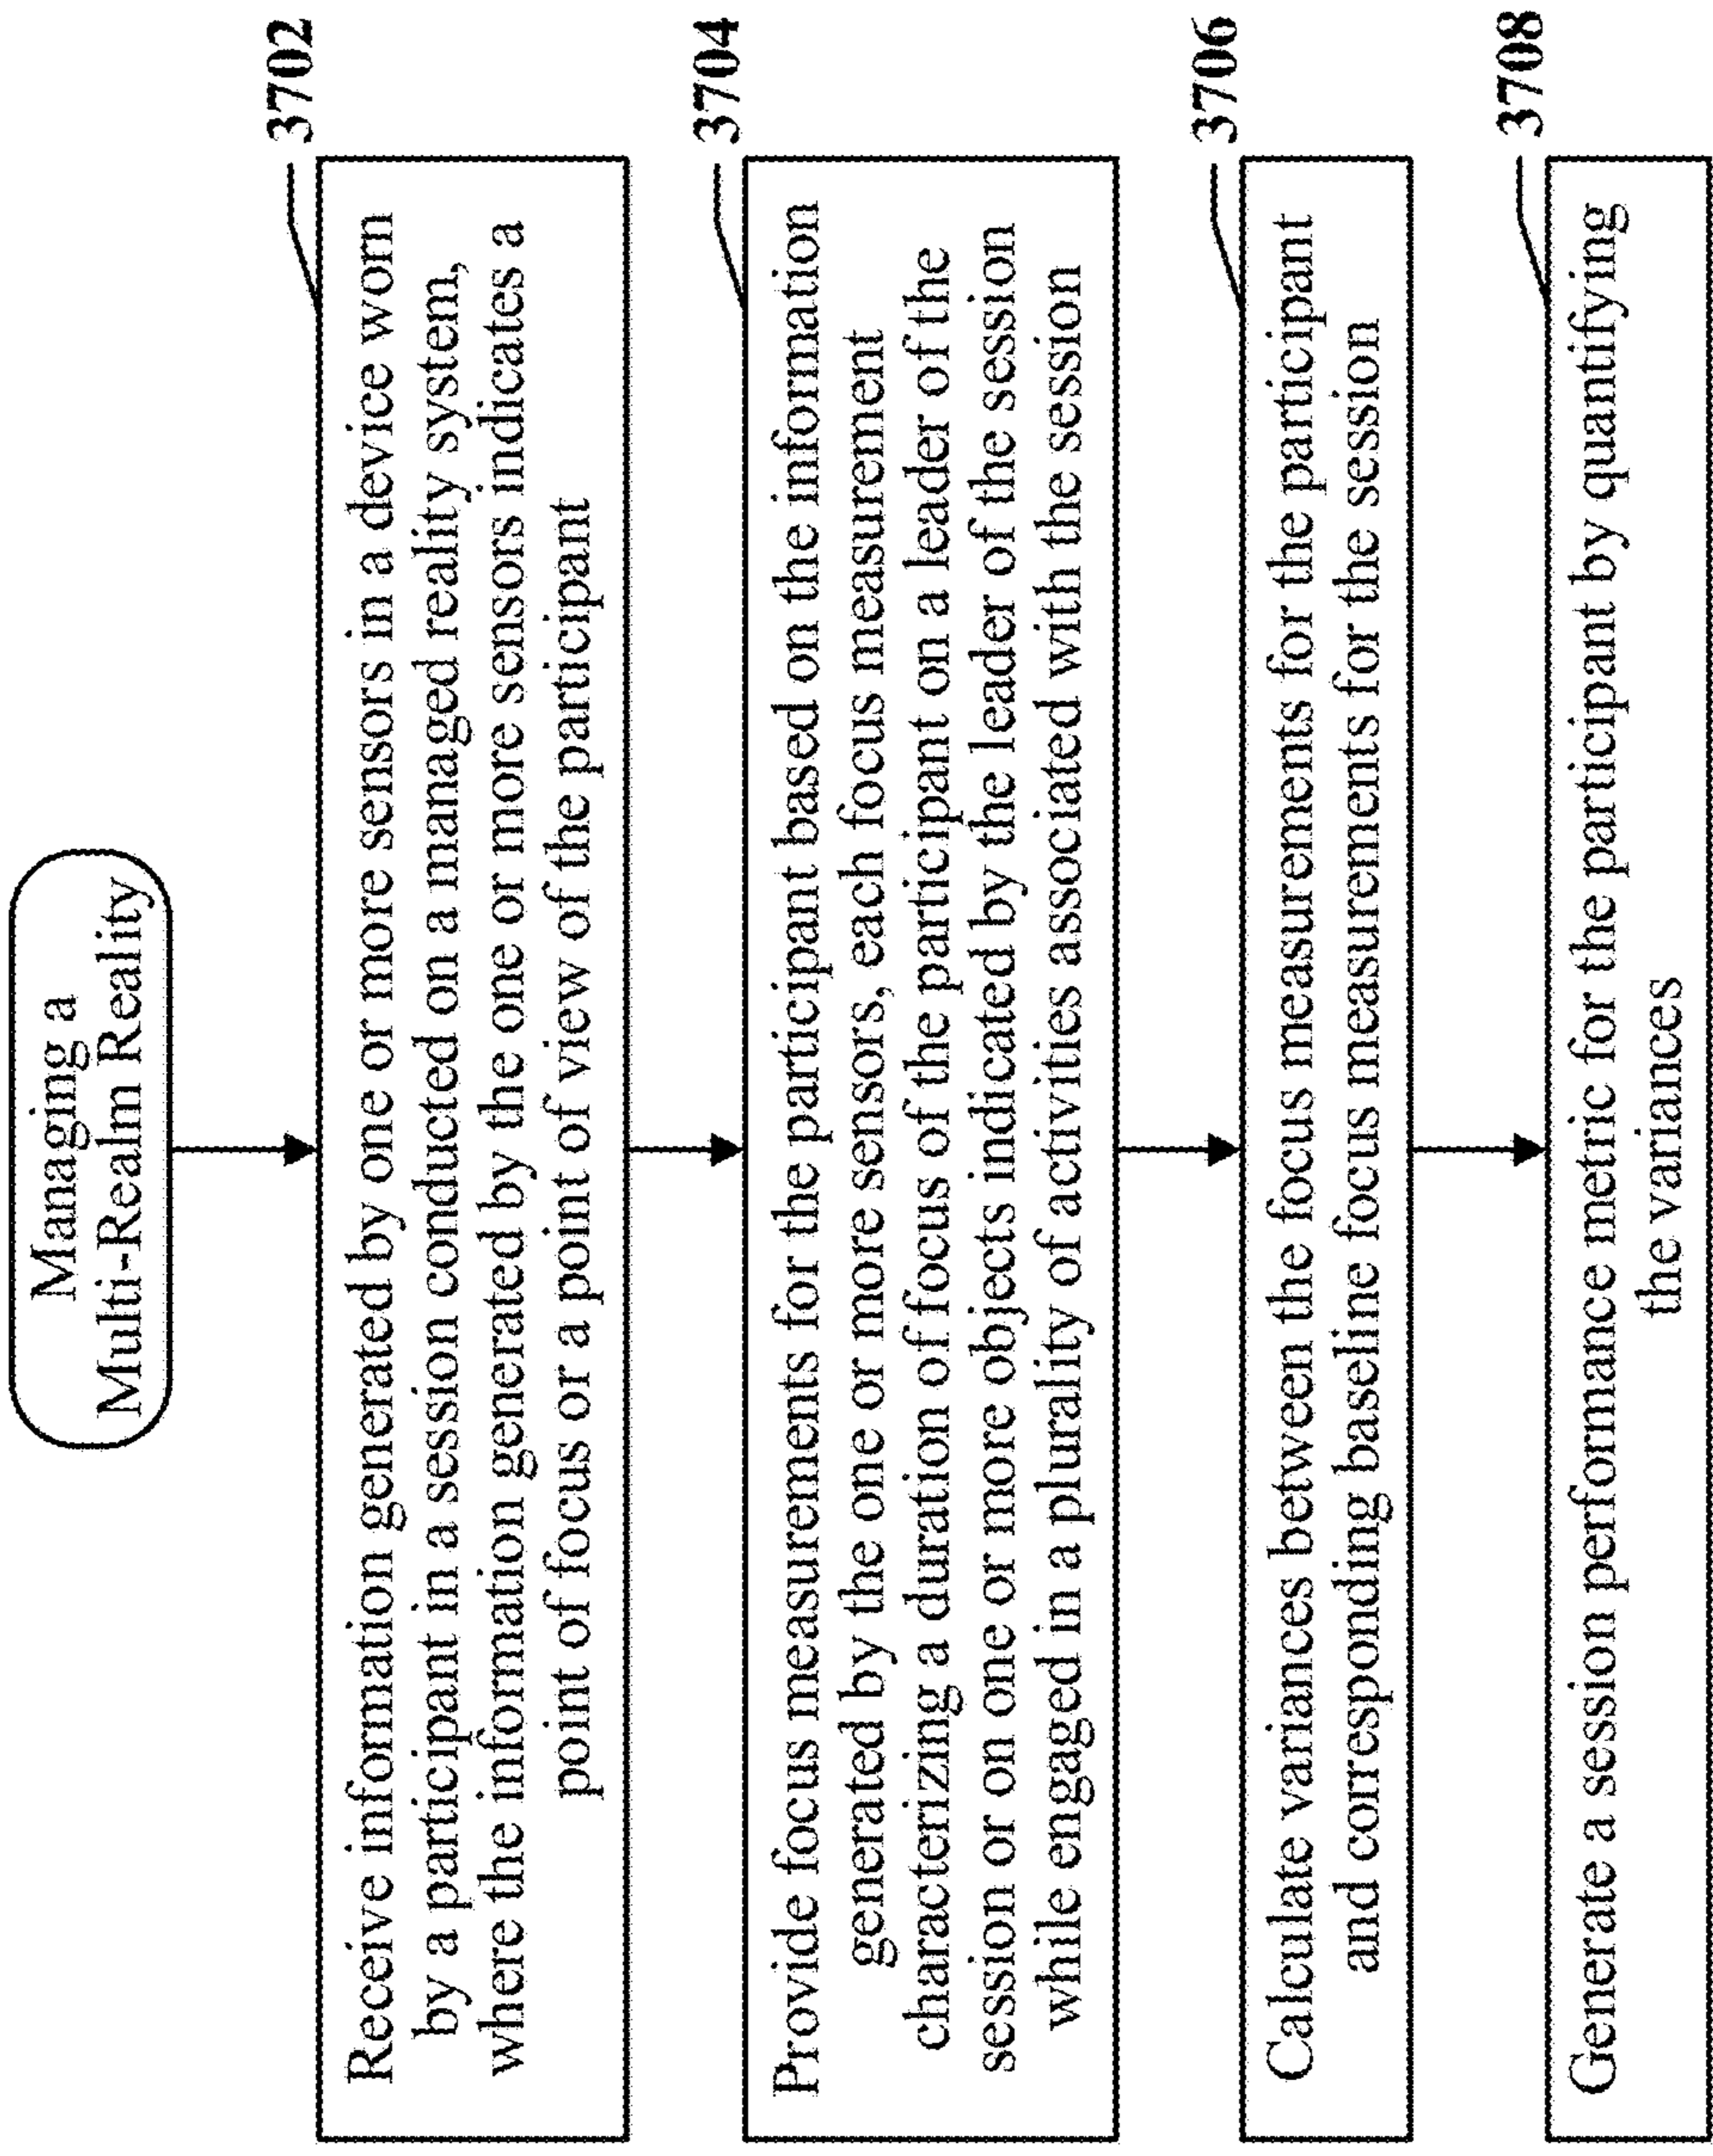 Managing a
Multi-Realm Reality
3702
Receive information generated by one or more sensors in a device worn
by a participant in a session conducted on a managed reality system,
where the information generated by the one or more sensors indicates a
point of focus or a point of view of the participant
3704
Provide focus measurements for the participant based on the information
generated by the one or more sensors, each focus measurement
characterizing a duration of focus of the participant on a leader of the
session or on one or more objects indicated by the leader of the session
while engaged in a plurality of activities associated with the session
3706
Calculate variances between the focus measurements for the participant
and corresponding baseline focus measurements for the session
3708
Generate a session performance metric for the participant by quantifying
the variances